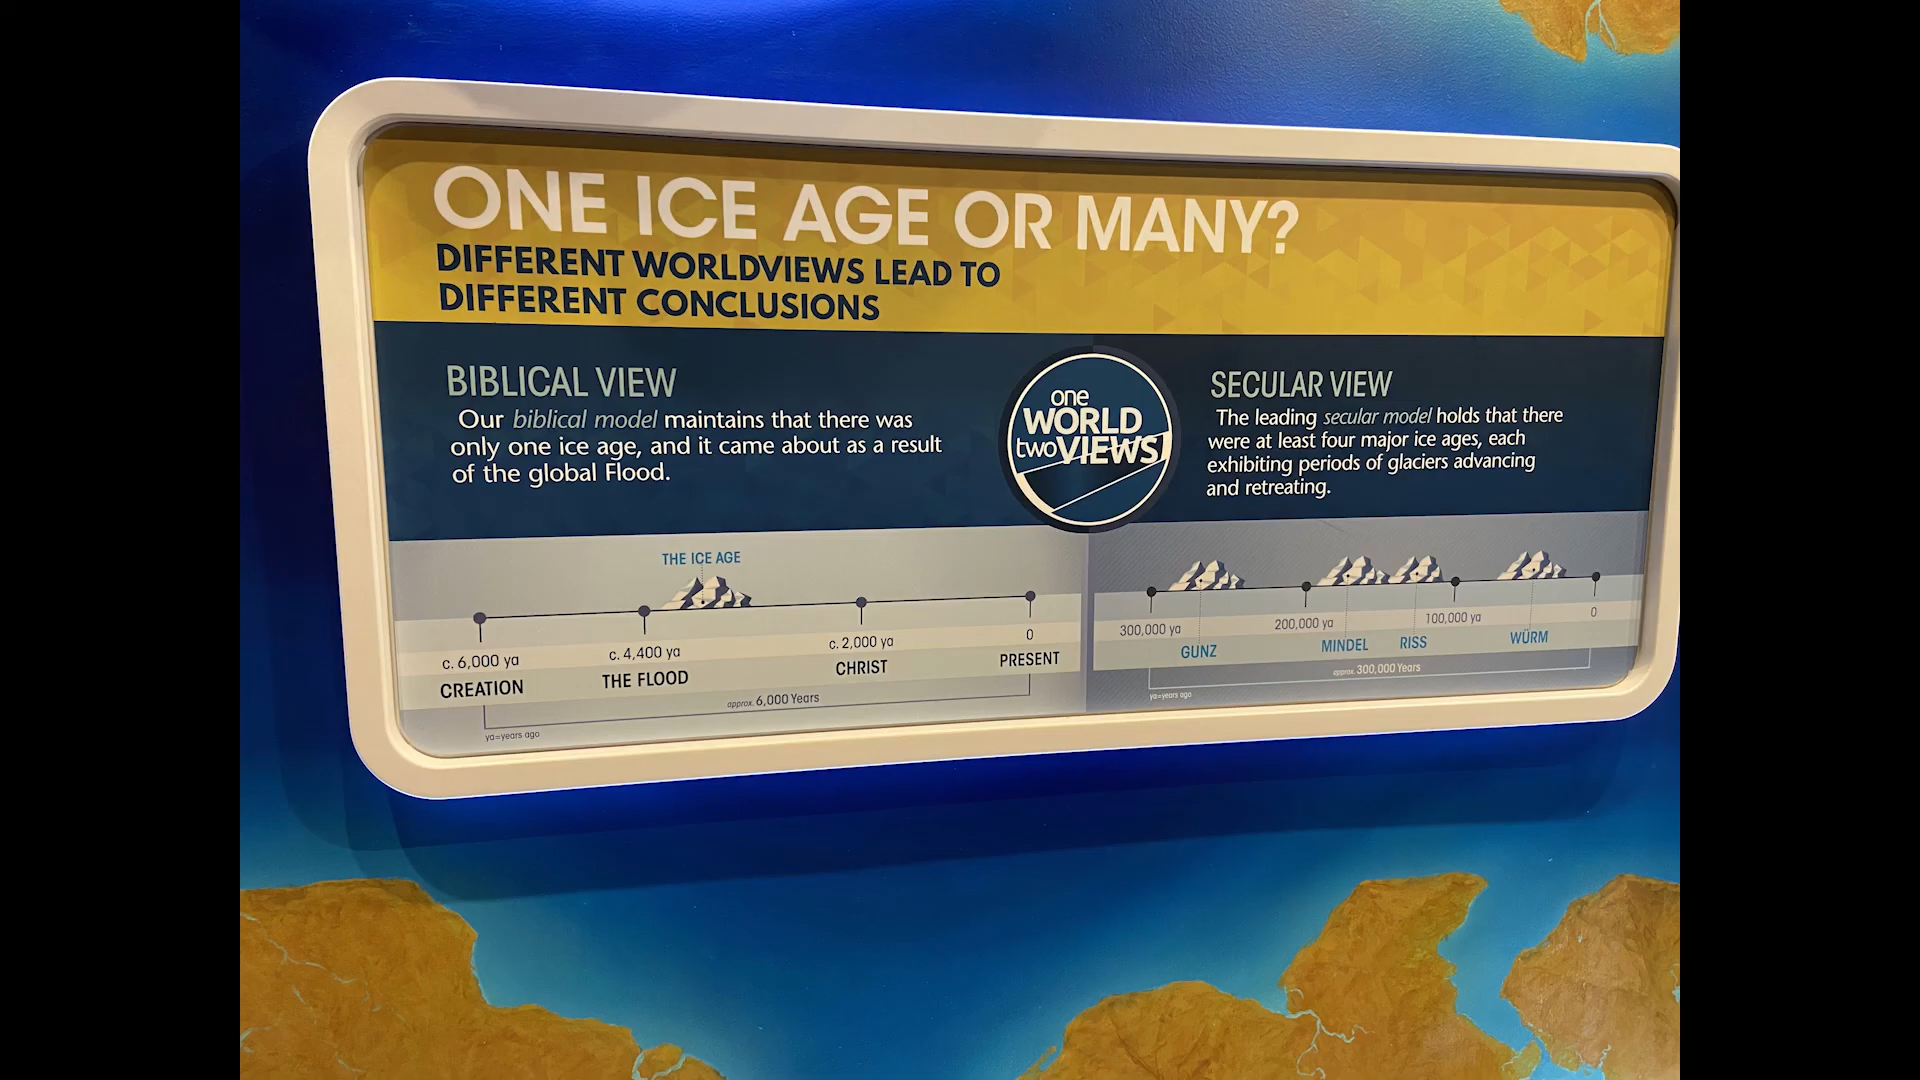 ONE ICE AGE OR MANY?
DIFFERENT WORLDVIEWS LEAD TO
DIFFERENT CONCLUSIONS
BIBLICAL VIEW
Our biblical model maintains that there was
only one ice age, and it came about as a result
of the global Flood.
one
WORLD
two VIEWS
SECULAR VIEW
The leading secular model holds that there
were at least four major ice ages, each
exhibiting periods of glaciers advancing
and retreating.
THE ICE AGE
c. 6,000 ya
CREATION
c. 4,400 ya
THE FLOOD
c. 2,000 ya
CHRIST
0
PRESENT
approx. 6,000 Years
ya=years ago
300,000 ya
200,000 ya
100,000 ya
0
GUNZ
MINDEL
RISS
WÜRM
approx. 300,000 Years
ya=years ago